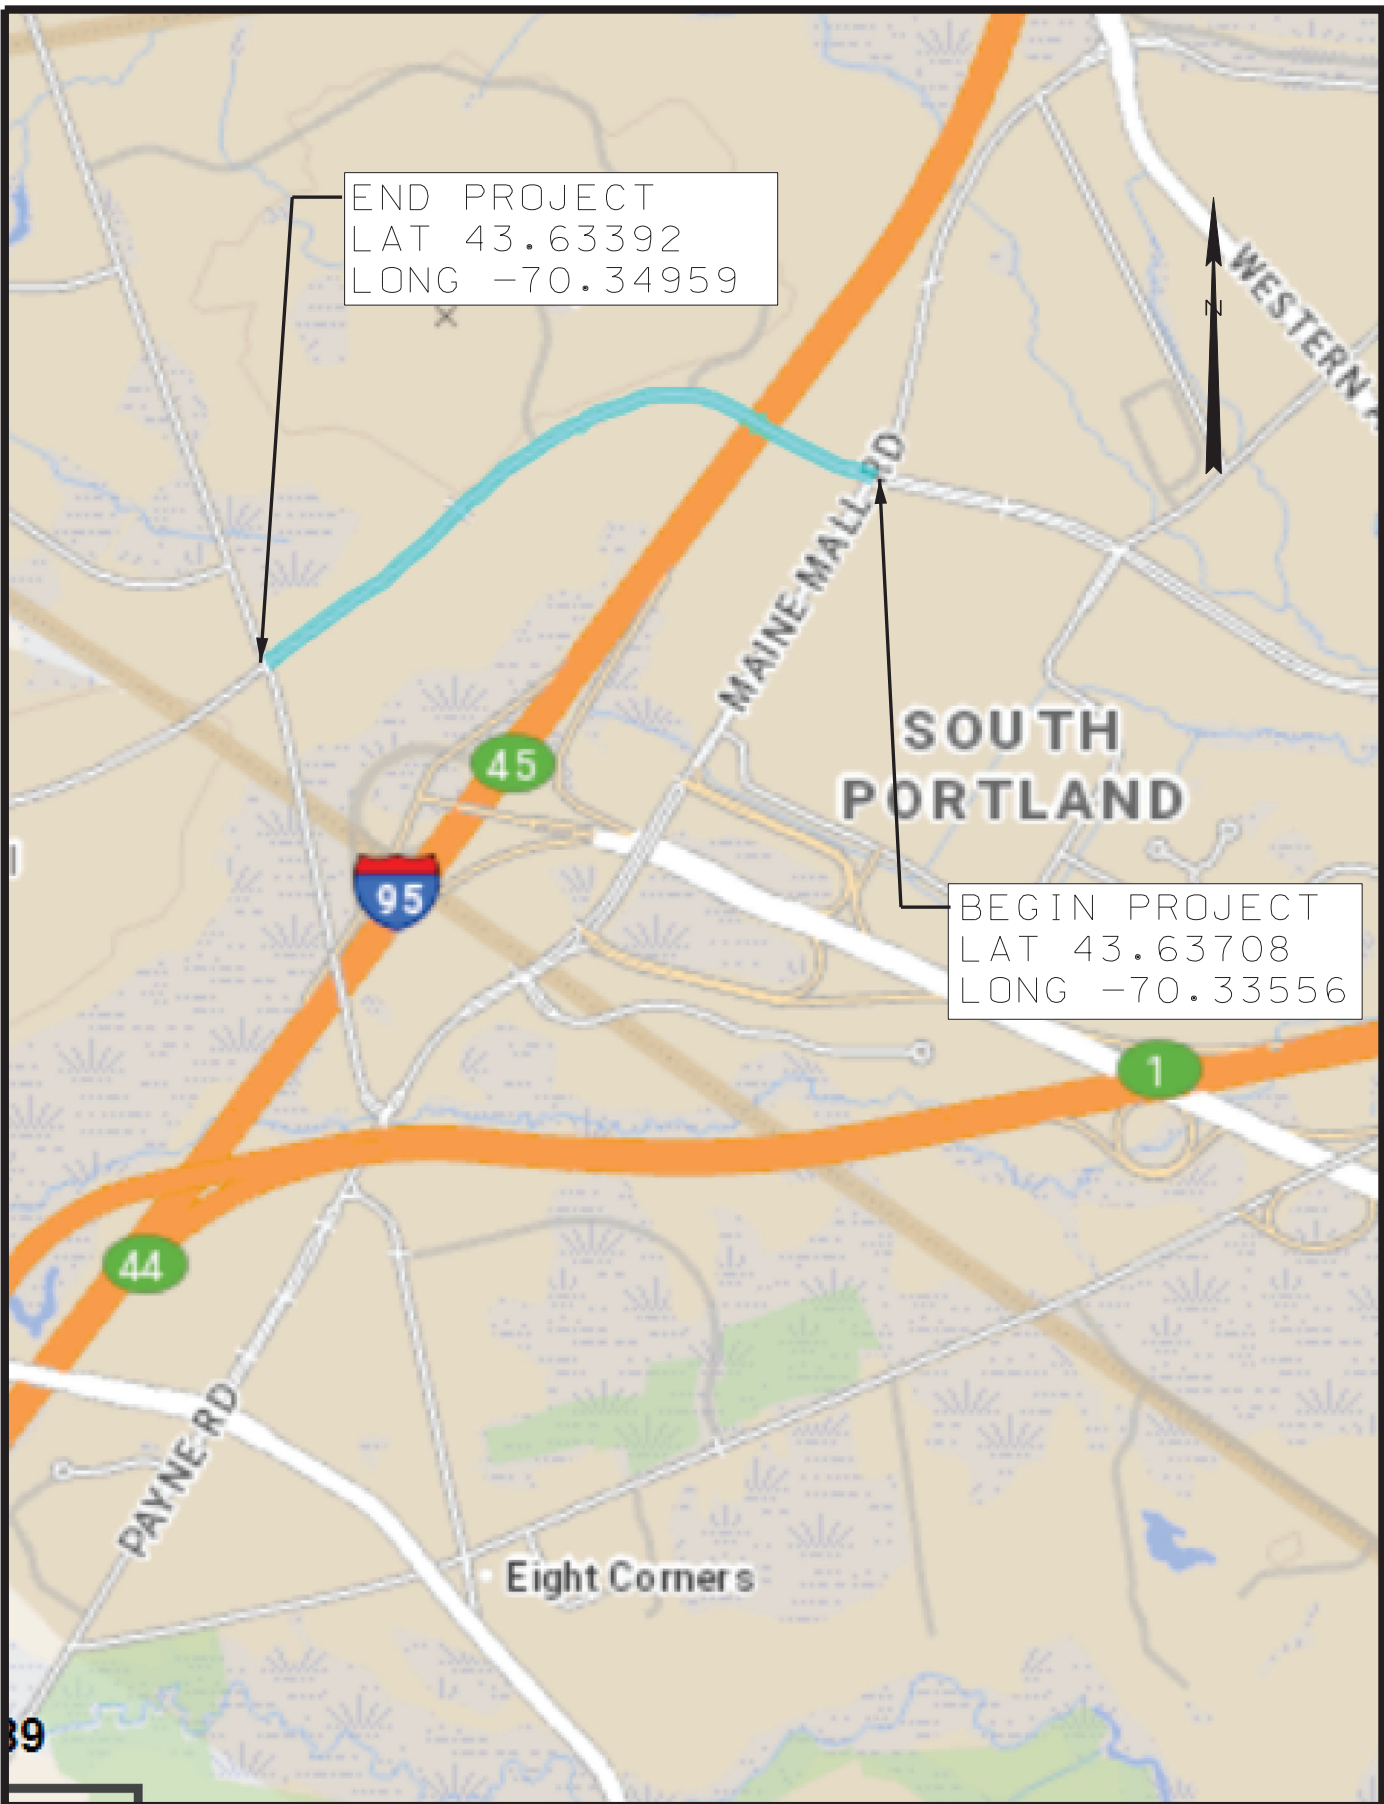 END PROJECT
LAT 43.63392
LONG -70.34959
N
WESTERN
MAINE MALL RD
45
SOUTH
PORTLAND
95
BEGIN PROJECT
LAT 43.63708
LONG -70.33556
1
44
PAYNE RD
Eight Corners
39